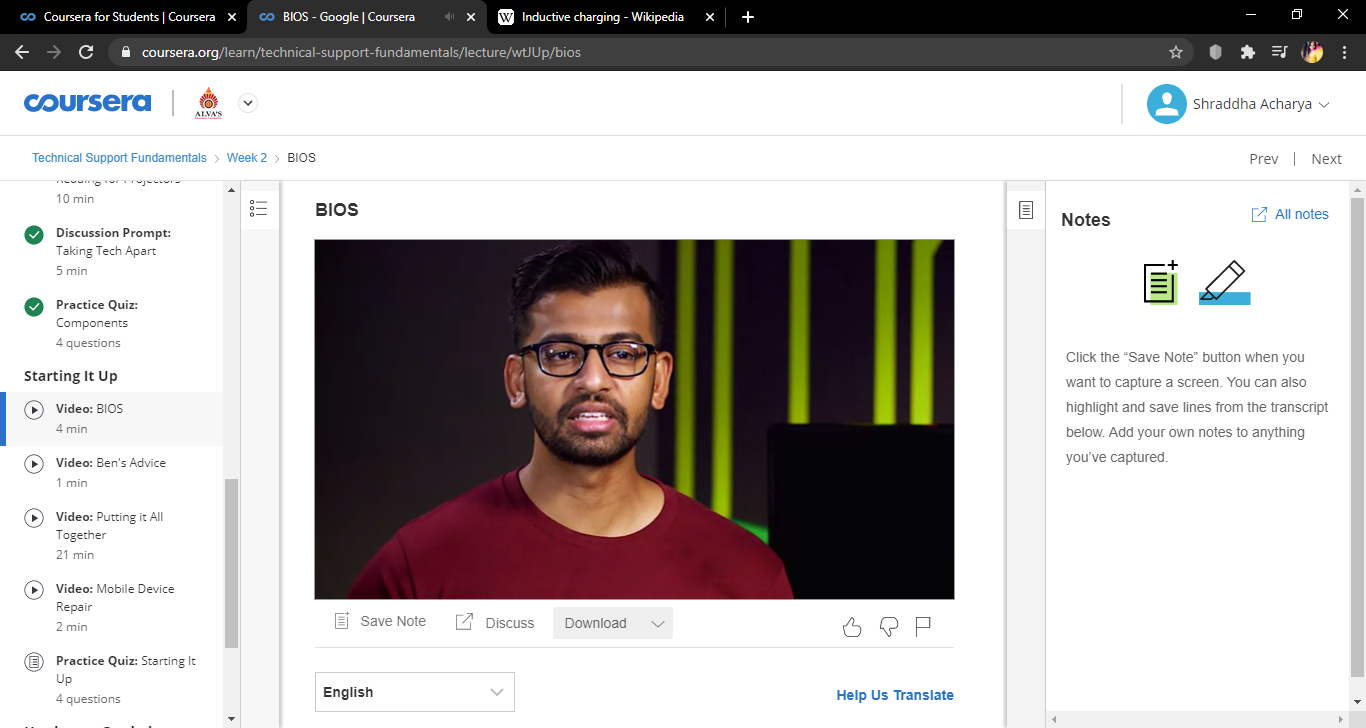 Coursera for Students | Coursera
BIOS - Google | Coursera
Inductive charging - Wikipedia
coursera.org/learn/technical-support-fundamentals/lecture/wtJUp/bios
coursera
ALVA'S
Shraddha Acharya
Technical Support Fundamentals > Week 2 > BIOS
Prev | Next
Reading for Projectors
10 min
Discussion Prompt:
Taking Tech Apart
5 min
Practice Quiz:
Components
4 questions
Starting It Up
Video: BIOS
4 min
Video: Ben's Advice
1 min
Video: Putting it All
Together
21 min
Video: Mobile Device
Repair
2 min
Practice Quiz: Starting It
Up
4 questions
BIOS
Save Note
Discuss
Download
English
Help Us Translate
Notes
All notes
Click the “Save Note” button when you
want to capture a screen. You can also
highlight and save lines from the transcript
below. Add your own notes to anything
you’ve captured.